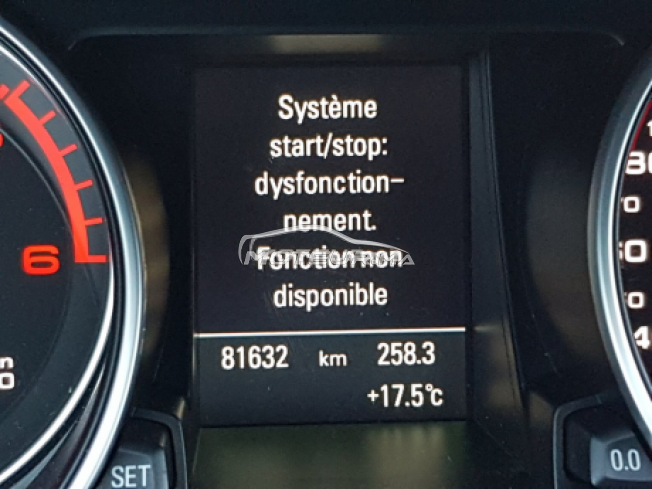 Système
start/stop:
dysfonction-
nement.
Fonction non
disponible
81632 km 258.3
+17.5°c
6
SET
0.0